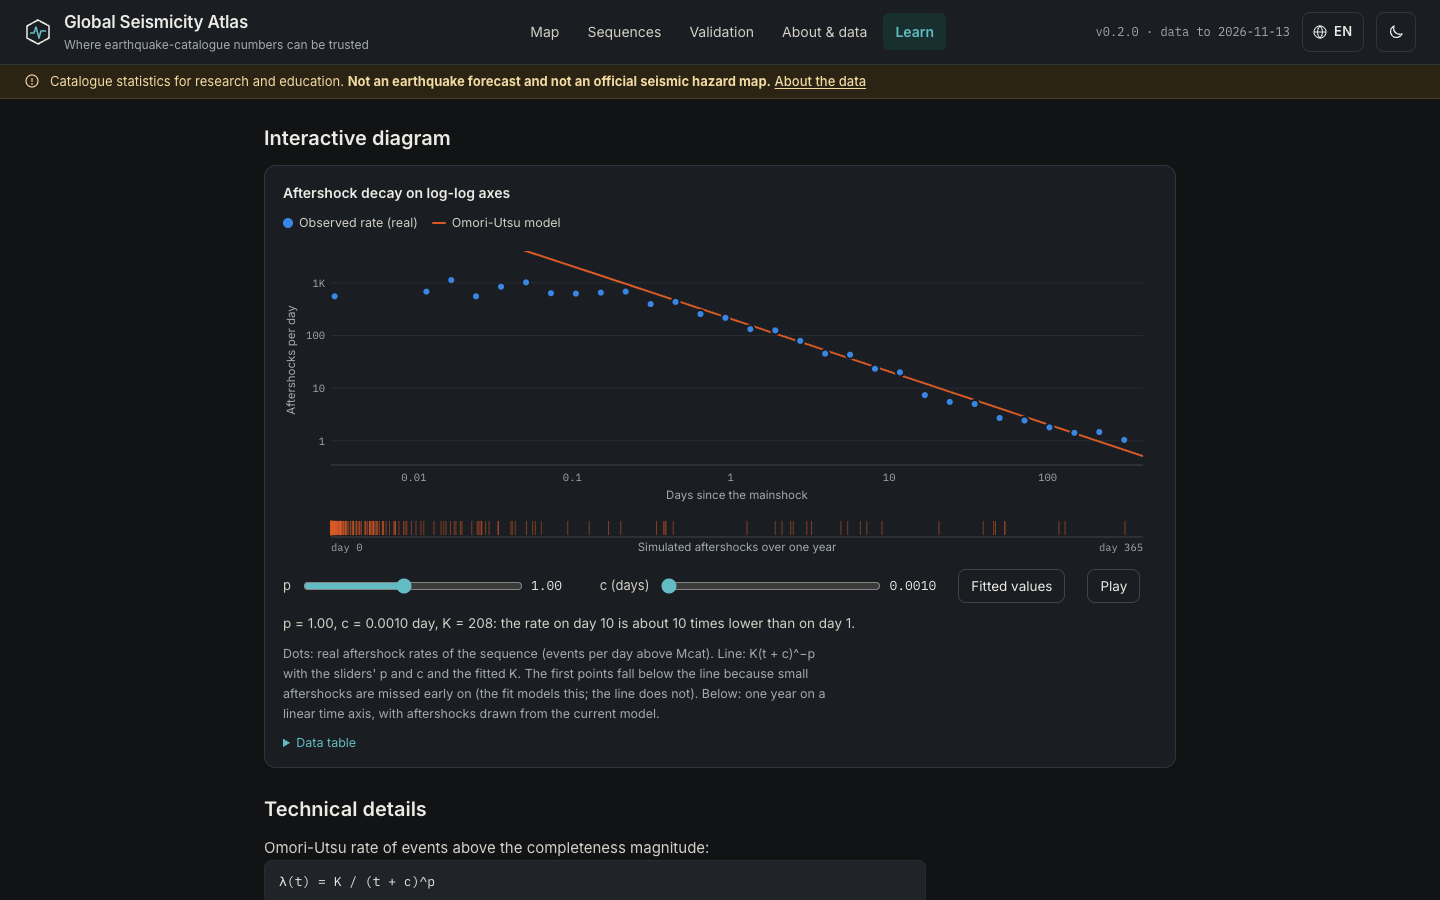 Global Seismicity Atlas
Where earthquake-catalogue numbers can be trusted
Map Sequences Validation About & data Learn
v0.2.0 · data to 2026-11-13 EN
Catalogue statistics for research and education. Not an earthquake forecast and not an official seismic hazard map. About the data
Interactive diagram
Aftershock decay on log-log axes
Observed rate (real) Omori-Utsu model
Aftershocks per day
1K
100
10
1
0.01 0.1 1 10 100
Days since the mainshock
day 0 Simulated aftershocks over one year day 365
p 1.00 c (days) 0.0010 Fitted values Play
p = 1.00, c = 0.0010 day, K = 208: the rate on day 10 is about 10 times lower than on day 1.
Dots: real aftershock rates of the sequence (events per day above Mcat). Line: K(t + c)^−p
with the sliders' p and c and the fitted K. The first points fall below the line because small
aftershocks are missed early on (the fit models this; the line does not). Below: one year on a
linear time axis, with aftershocks drawn from the current model.
Data table
Technical details
Omori-Utsu rate of events above the completeness magnitude:
λ(t) = K / (t + c)^p